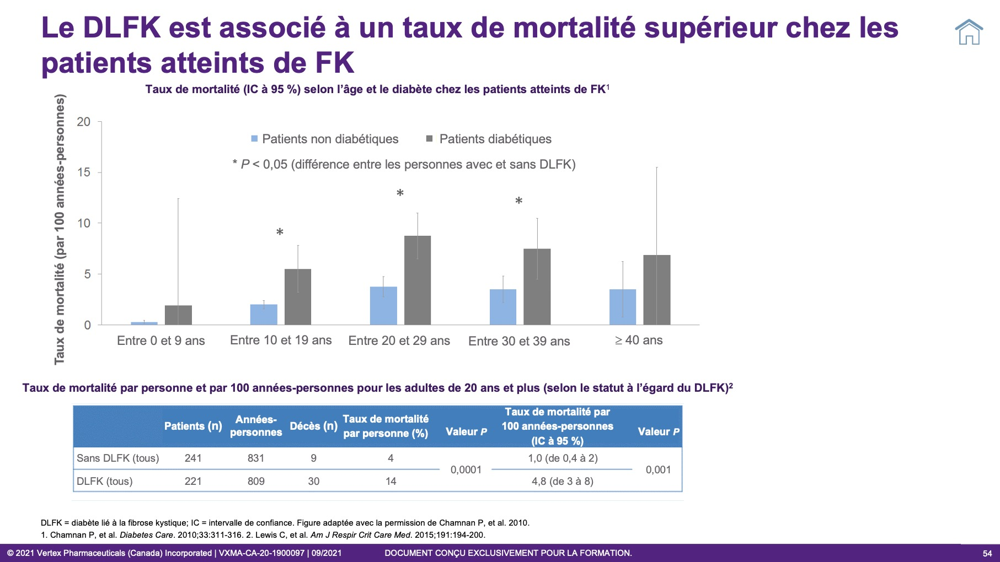 Le DLFK est associé à un taux de mortalité supérieur chez les
patients atteints de FK
Taux de mortalité (IC à 95 %) selon l’âge et le diabète chez les patients atteints de FK¹
Taux de mortalité (par 100 années-personnes)
20
15
10
5
0
Patients non diabétiques
Patients diabétiques
* P < 0,05 (différence entre les personnes avec et sans DLFK)
*
*
*
Entre 0 et 9 ans
Entre 10 et 19 ans
Entre 20 et 29 ans
Entre 30 et 39 ans
≥ 40 ans
Taux de mortalité par personne et par 100 années-personnes pour les adultes de 20 ans et plus (selon le statut à l’égard du DLFK)²
Patients (n)
Années-
personnes
Décès (n)
Taux de mortalité
par personne (%)
Valeur P
Taux de mortalité par
100 années-personnes
(IC à 95 %)
Valeur P
Sans DLFK (tous) 241 831 9 4 1,0 (de 0,4 à 2)
0,0001 0,001
DLFK (tous) 221 809 30 14 4,8 (de 3 à 8)
DLFK = diabète lié à la fibrose kystique; IC = intervalle de confiance. Figure adaptée avec la permission de Chamnan P, et al. 2010.
1. Chamnan P, et al. Diabetes Care. 2010;33:311-316. 2. Lewis C, et al. Am J Respir Crit Care Med. 2015;191:194-200.
© 2021 Vertex Pharmaceuticals (Canada) Incorporated | VXMA-CA-20-1900097 | 09/2021 DOCUMENT CONÇU EXCLUSIVEMENT POUR LA FORMATION. 54